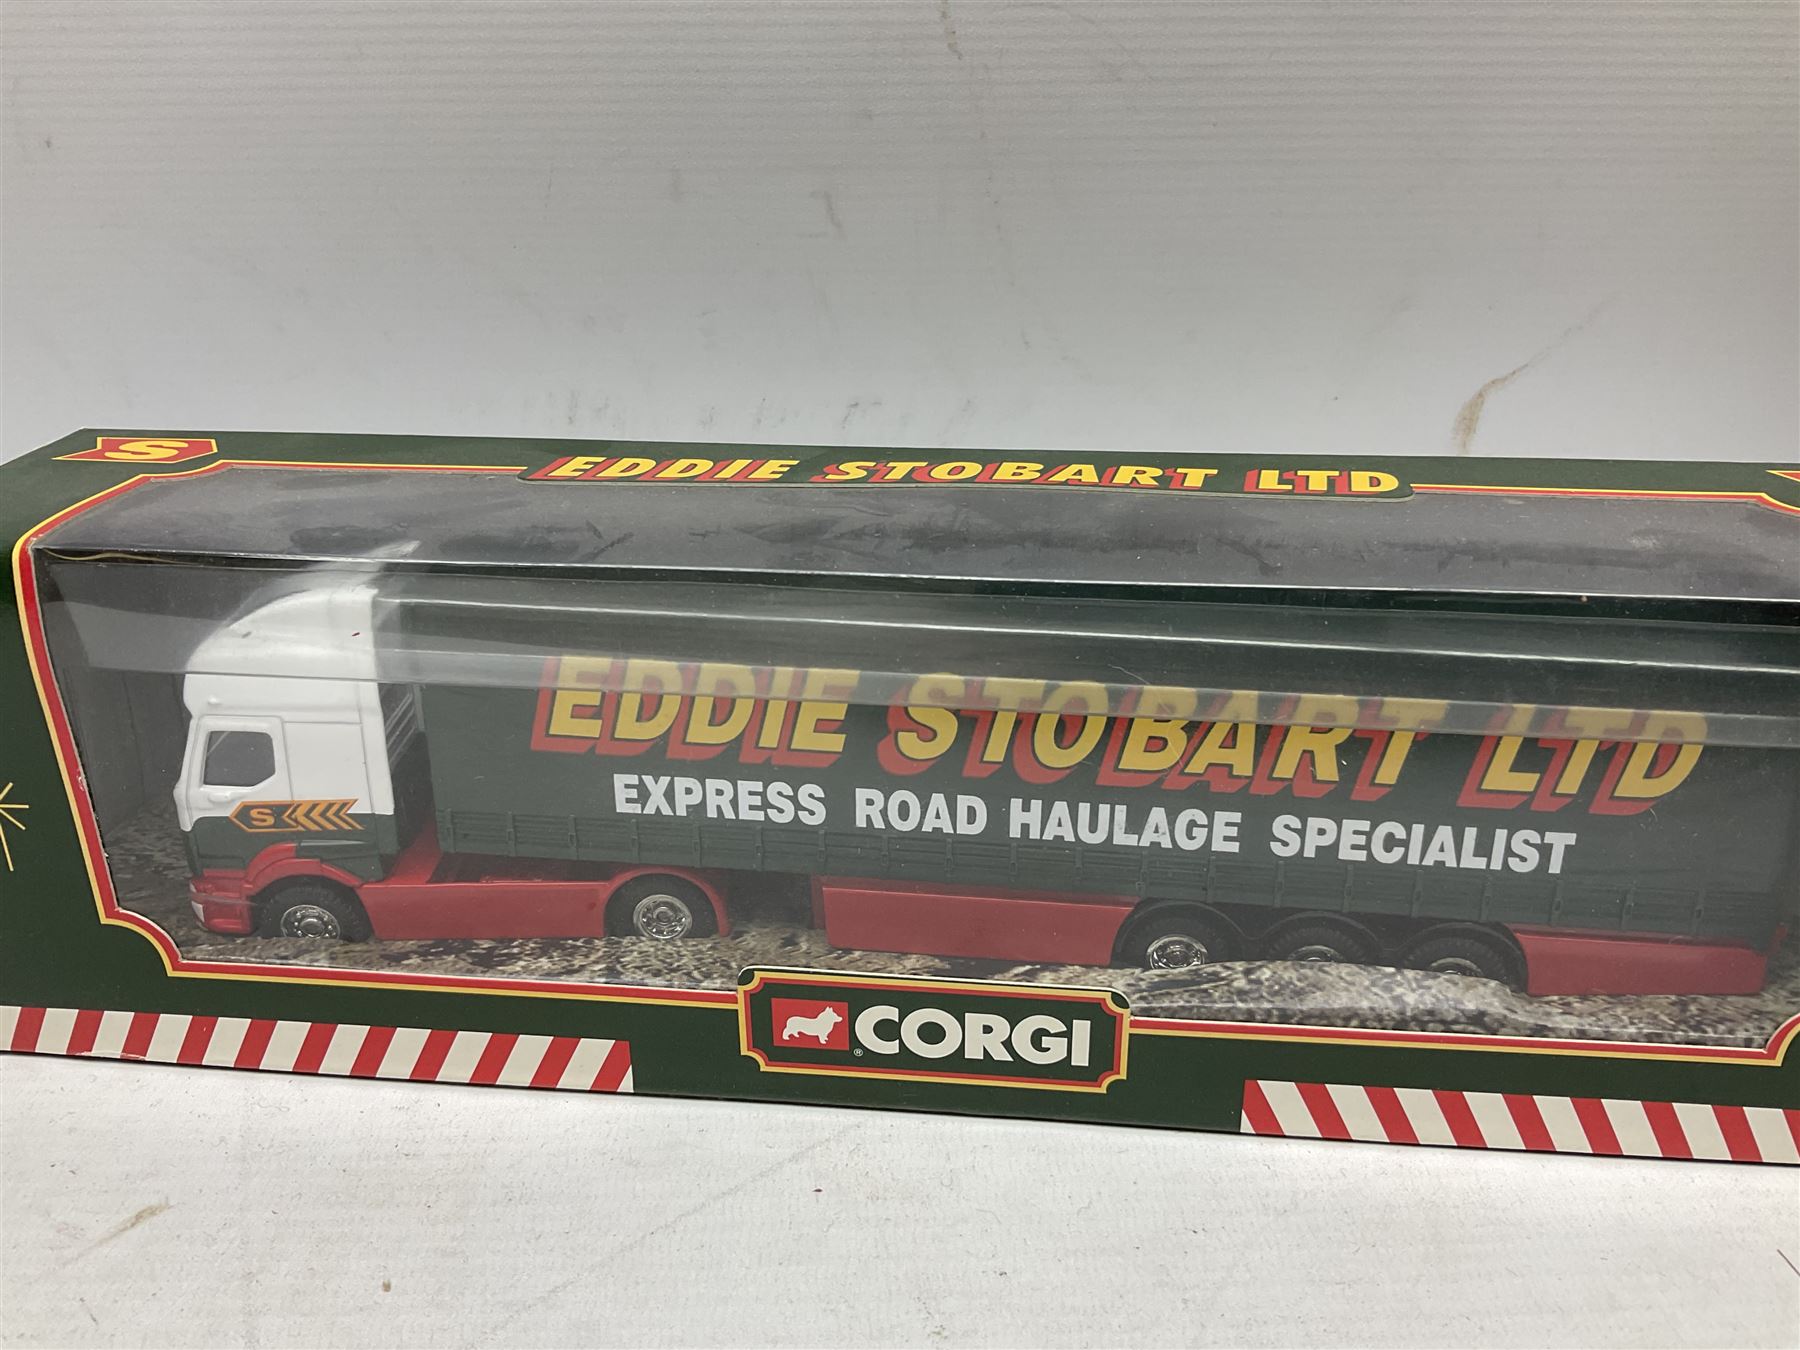 S
EDDIE STOBART LTD
EDDIE STOBART LTD
EXPRESS ROAD HAULAGE SPECIALIST
S
® CORGI